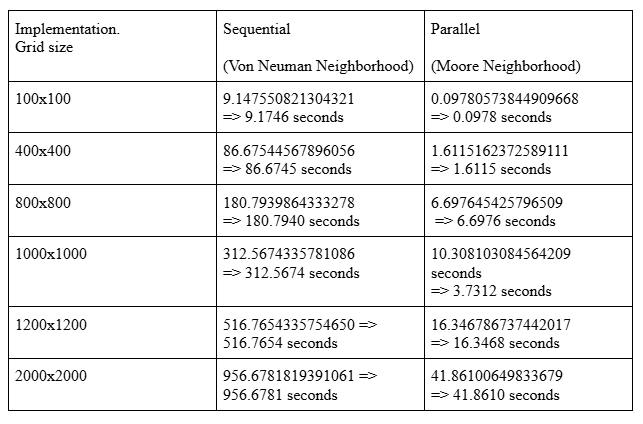 Implementation.
Grid size
Sequential
(Von Neuman Neighborhood)
Parallel
(Moore Neighborhood)
100x100
9.147550821304321
=> 9.1746 seconds
0.09780573844909668
=> 0.0978 seconds
400x400
86.67544567896056
=> 86.6745 seconds
1.6115162372589111
=> 1.6115 seconds
800x800
180.7939864333278
=> 180.7940 seconds
6.697645425796509
=> 6.6976 seconds
1000x1000
312.5674335781086
=> 312.5674 seconds
10.308103084564209
seconds
=> 3.7312 seconds
1200x1200
516.7654335754650 =>
516.7654 seconds
16.346786737442017
=> 16.3468 seconds
2000x2000
956.6781819391061 =>
956.6781 seconds
41.86100649833679
=> 41.8610 seconds